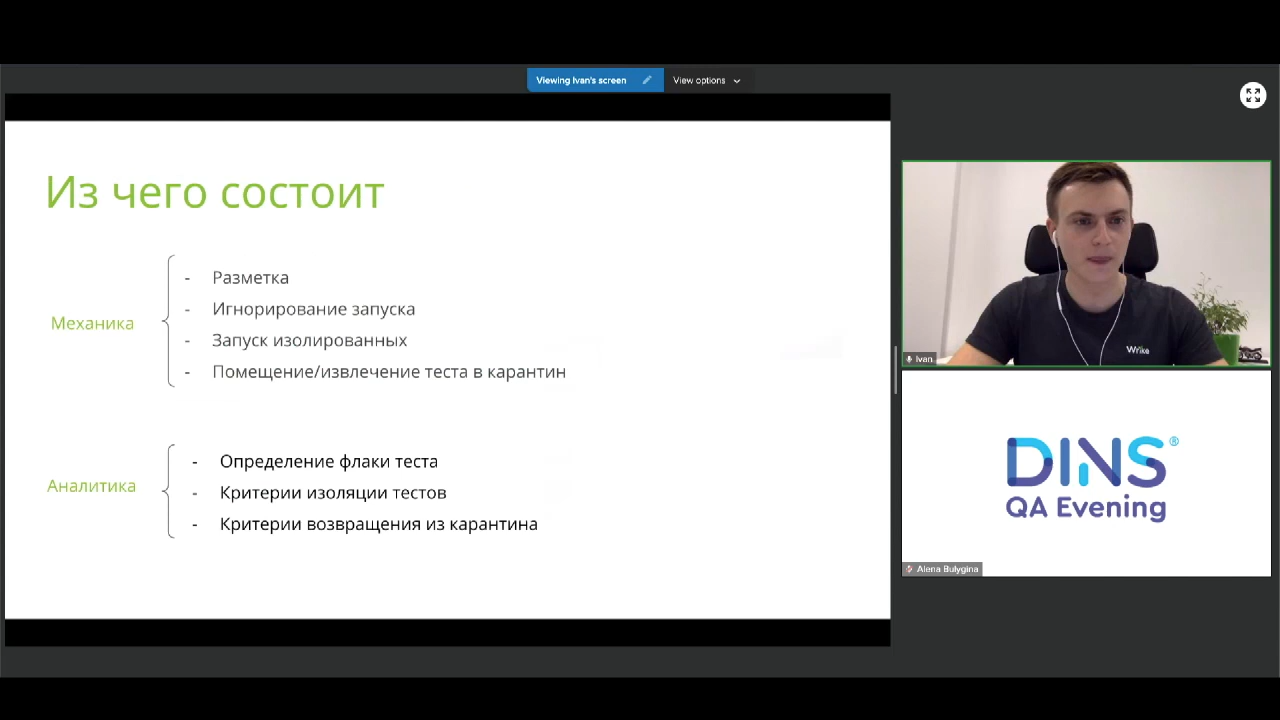 Viewing Ivan's screen
View options
Из чего состоит
Механика
- Разметка
- Игнорирование запуска
- Запуск изолированных
- Помещение/извлечение теста в карантин
Аналитика
- Определение флаки теста
- Критерии изоляции тестов
- Критерии возвращения из карантина
Wrike
Ivan
DINS®
QA Evening
Alena Bulygina